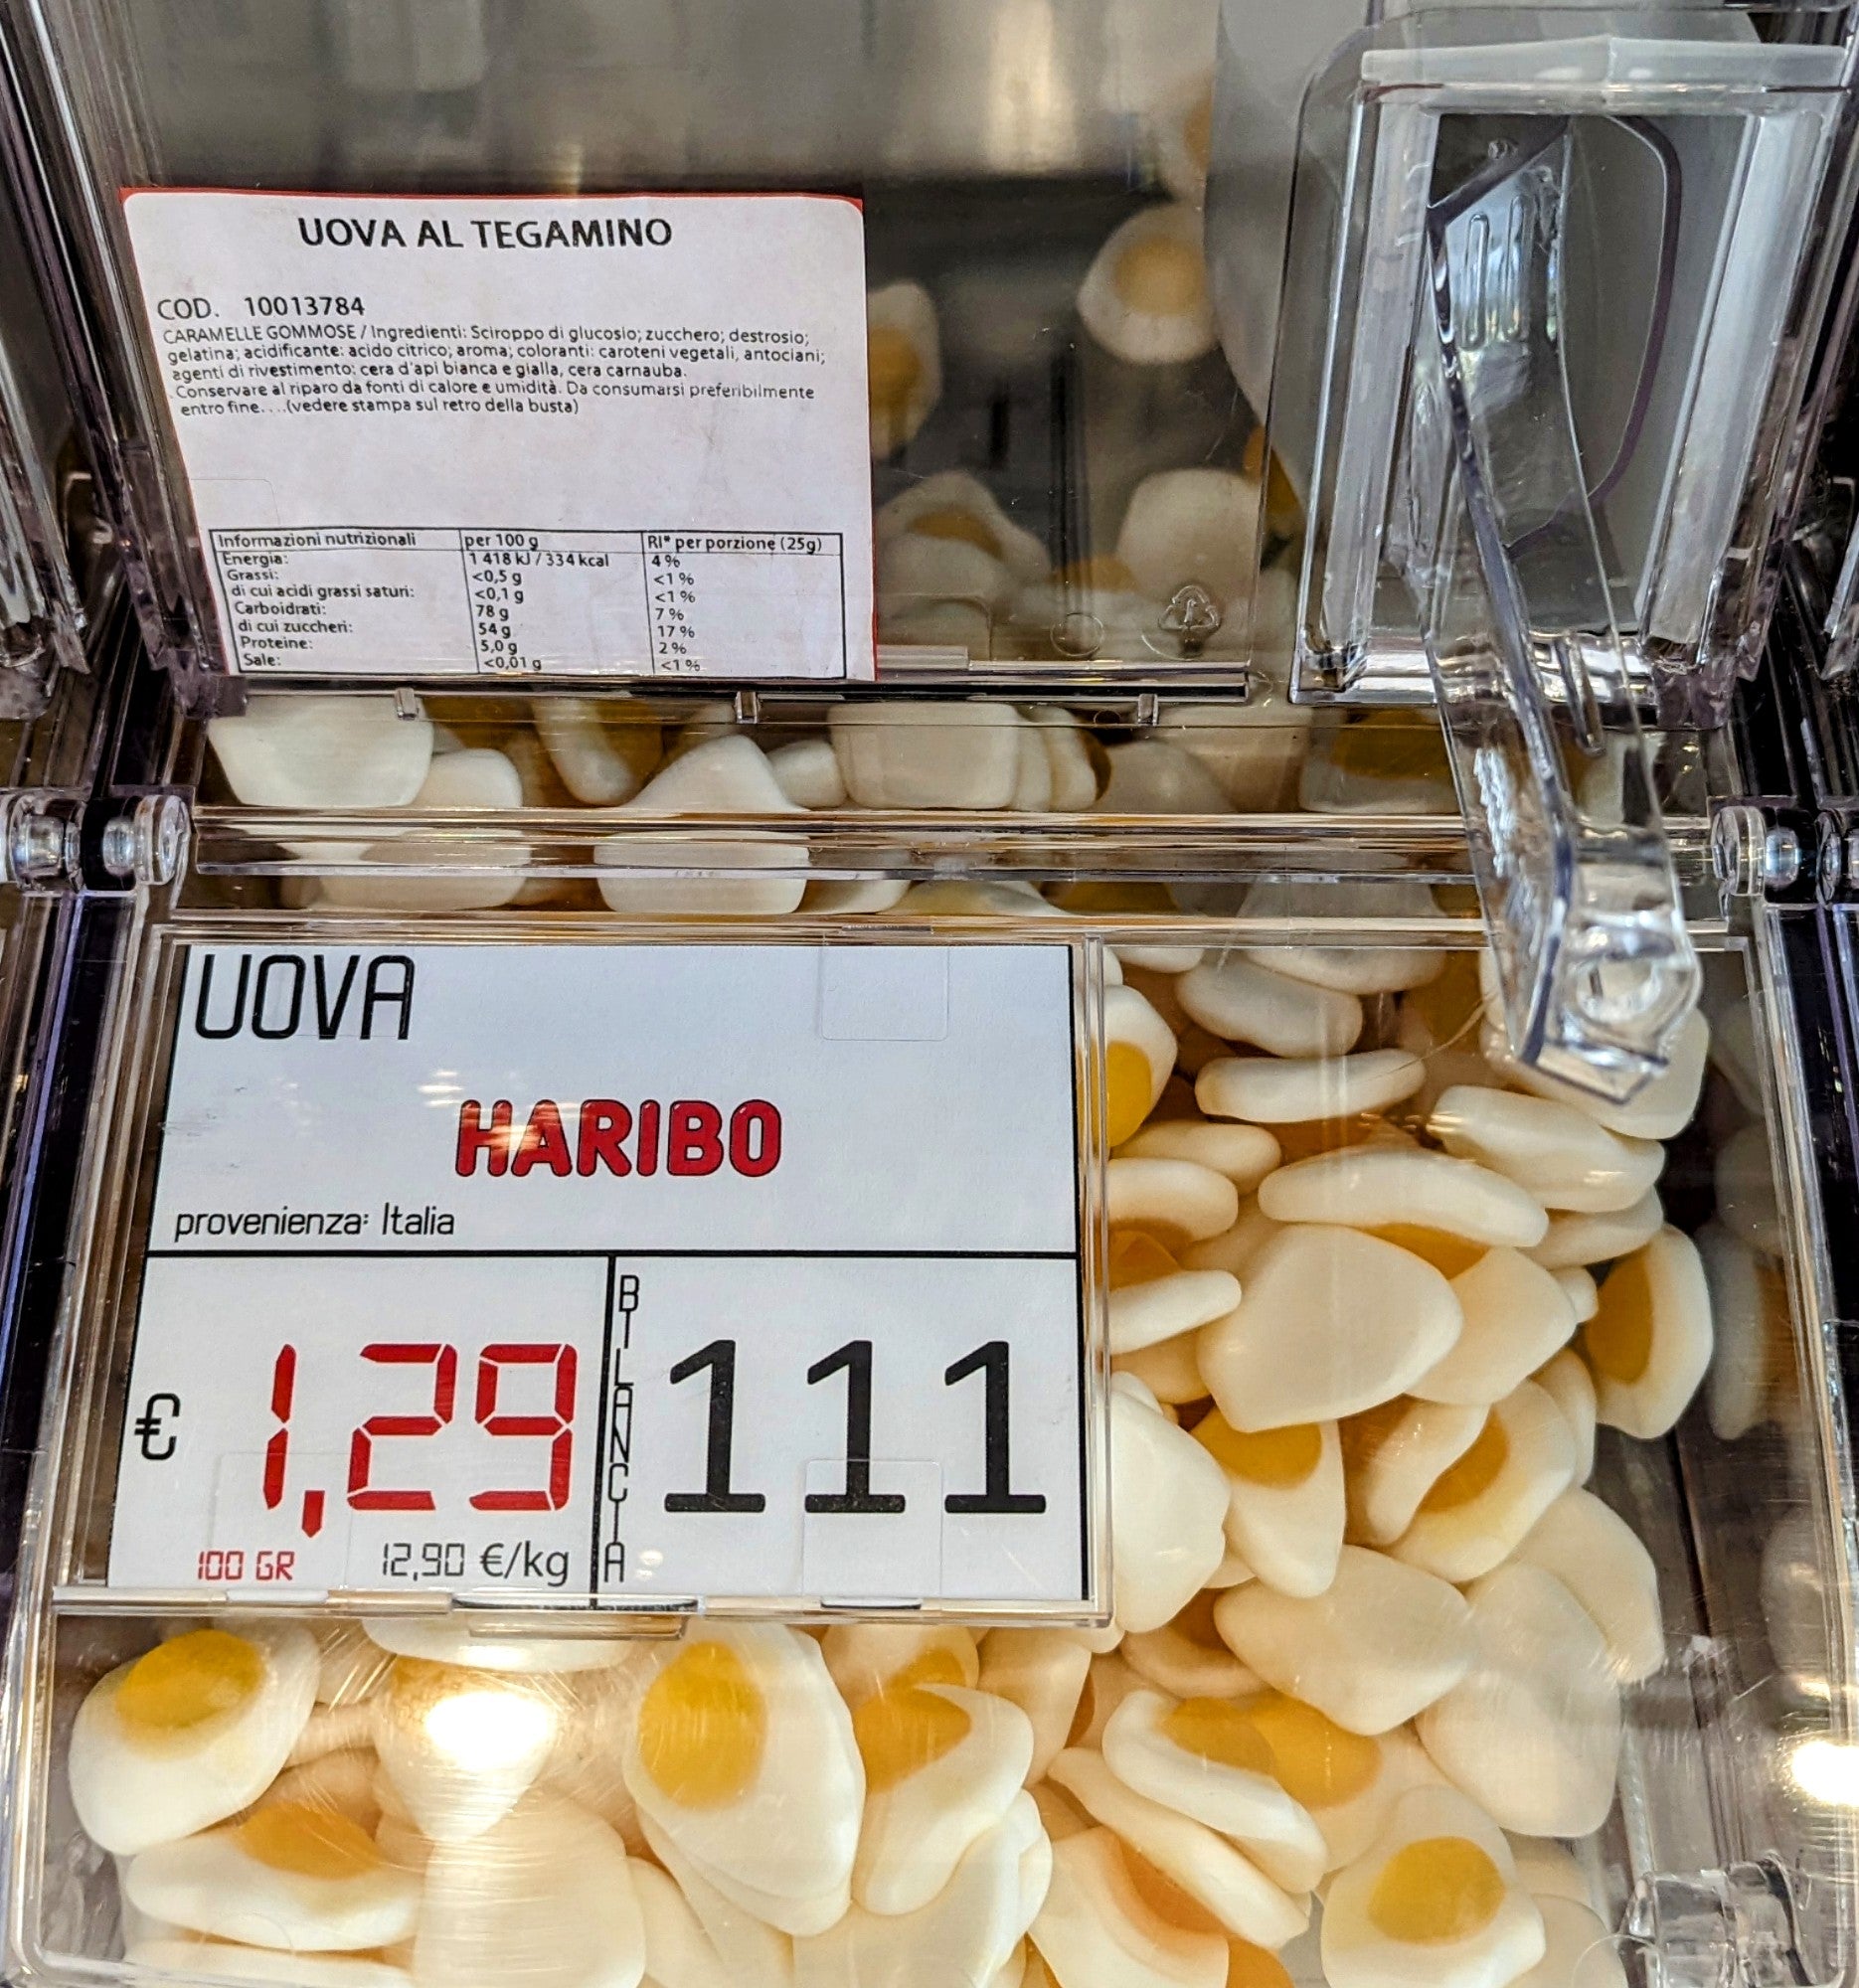 UOVA AL TEGAMINO
COD. 10013784
CARAMELLE GOMMOSE / Ingredienti: Sciroppo di glucosio; zucchero; destrosio;
gelatina; acidificante: acido citrico; aroma; coloranti: caroteni vegetali, antociani;
agenti di rivestimento: cera d'api bianca e gialla, cera carnauba.
Conservare al riparo da fonti di calore e umidità. Da consumarsi preferibilmente
entro fine....(vedere stampa sul retro della busta)
Informazioni nutrizionali per 100 g RI* per porzione (25g)
Energia: 1 418 kJ / 334 kcal 4 %
Grassi: <0,5 g <1 %
di cui acidi grassi saturi: <0,1 g <1 %
Carboidrati: 78 g 7 %
di cui zuccheri: 54 g 17 %
Proteine: 5,0 g 2 %
Sale: <0,01 g <1 %
UOVA
HARIBO
provenienza: Italia
€ 1,29
100 GR 12,90 €/kg
BILANCIA
111